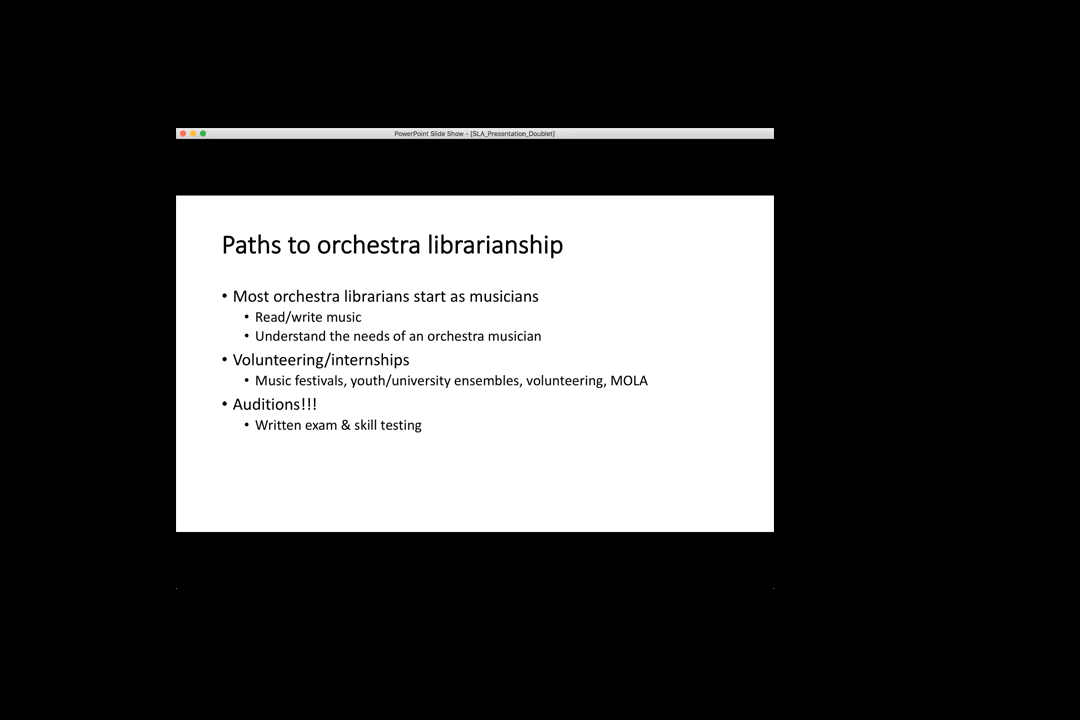 PowerPoint Slide Show - [SLA_Presentation_Doublet]
Paths to orchestra librarianship
• Most orchestra librarians start as musicians
• Read/write music
• Understand the needs of an orchestra musician
• Volunteering/internships
• Music festivals, youth/university ensembles, volunteering, MOLA
• Auditions!!!
• Written exam & skill testing